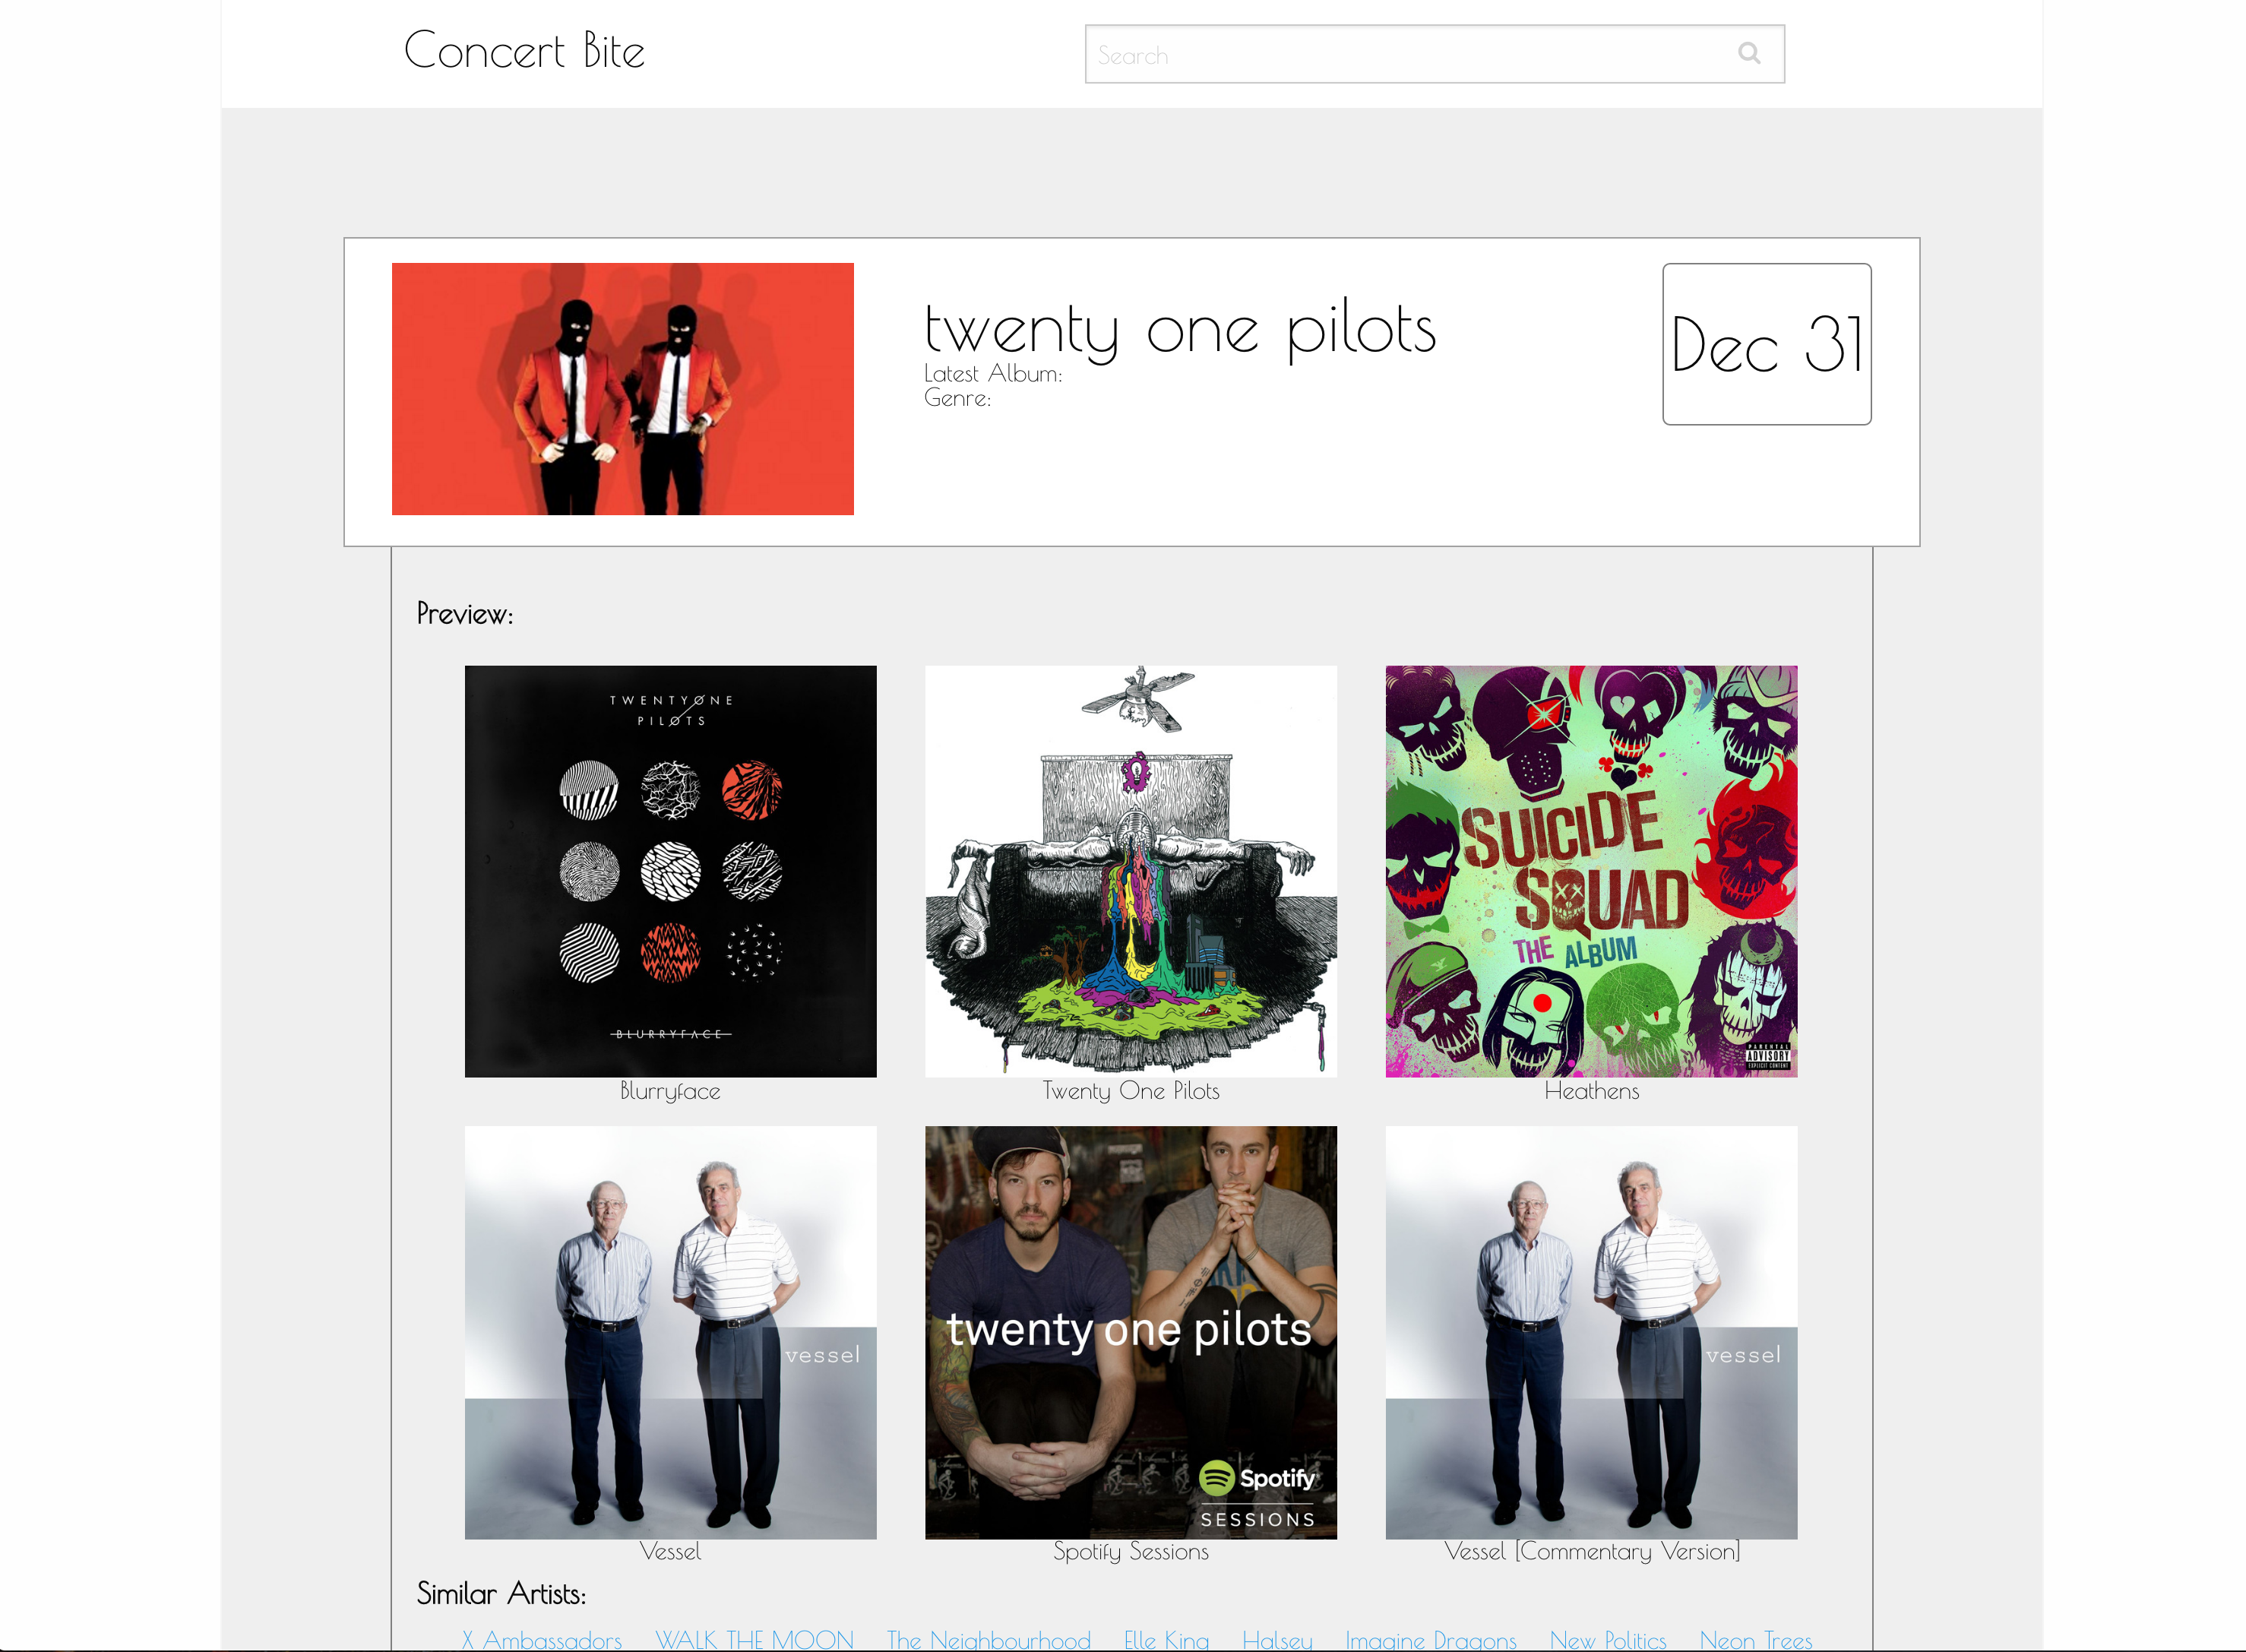 Concert Bite
Search
twenty one pilots
Latest Album:
Genre:
Dec 31
Preview:
TWENTY ØNE
PILØTS
BLURRYFACE
Blurryface
Twenty One Pilots
SUICIDE
SQUAD
THE ALBUM
PARENTAL
ADVISORY
EXPLICIT CONTENT
Heathens
vessel
Vessel
twenty one pilots
Spotify
SESSIONS
Spotify Sessions
vessel
Vessel [Commentary Version]
Similar Artists:
X Ambassadors WALK THE MOON The Neighbourhood Elle King Halsey Imagine Dragons New Politics Neon Trees